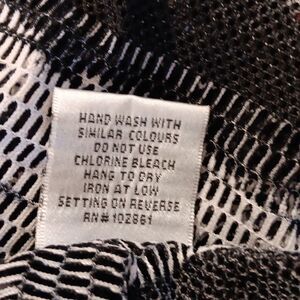 HAND WASH WITH
SIMILAR COLOURS
DO NOT USE
CHLORINE BLEACH
HANG TO DRY
IRON AT LOW
SETTING ON REVERSE
RN# 102861